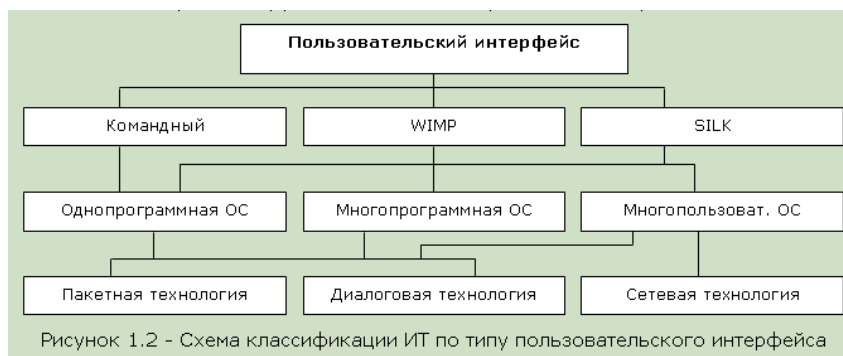 Пользовательский интерфейс
Командный
WIMP
SILK
Однопрограммная ОС
Многопрограммная ОС
Многопользоват. ОС
Пакетная технология
Диалоговая технология
Сетевая технология
Рисунок 1.2 - Схема классификации ИТ по типу пользовательского интерфейса